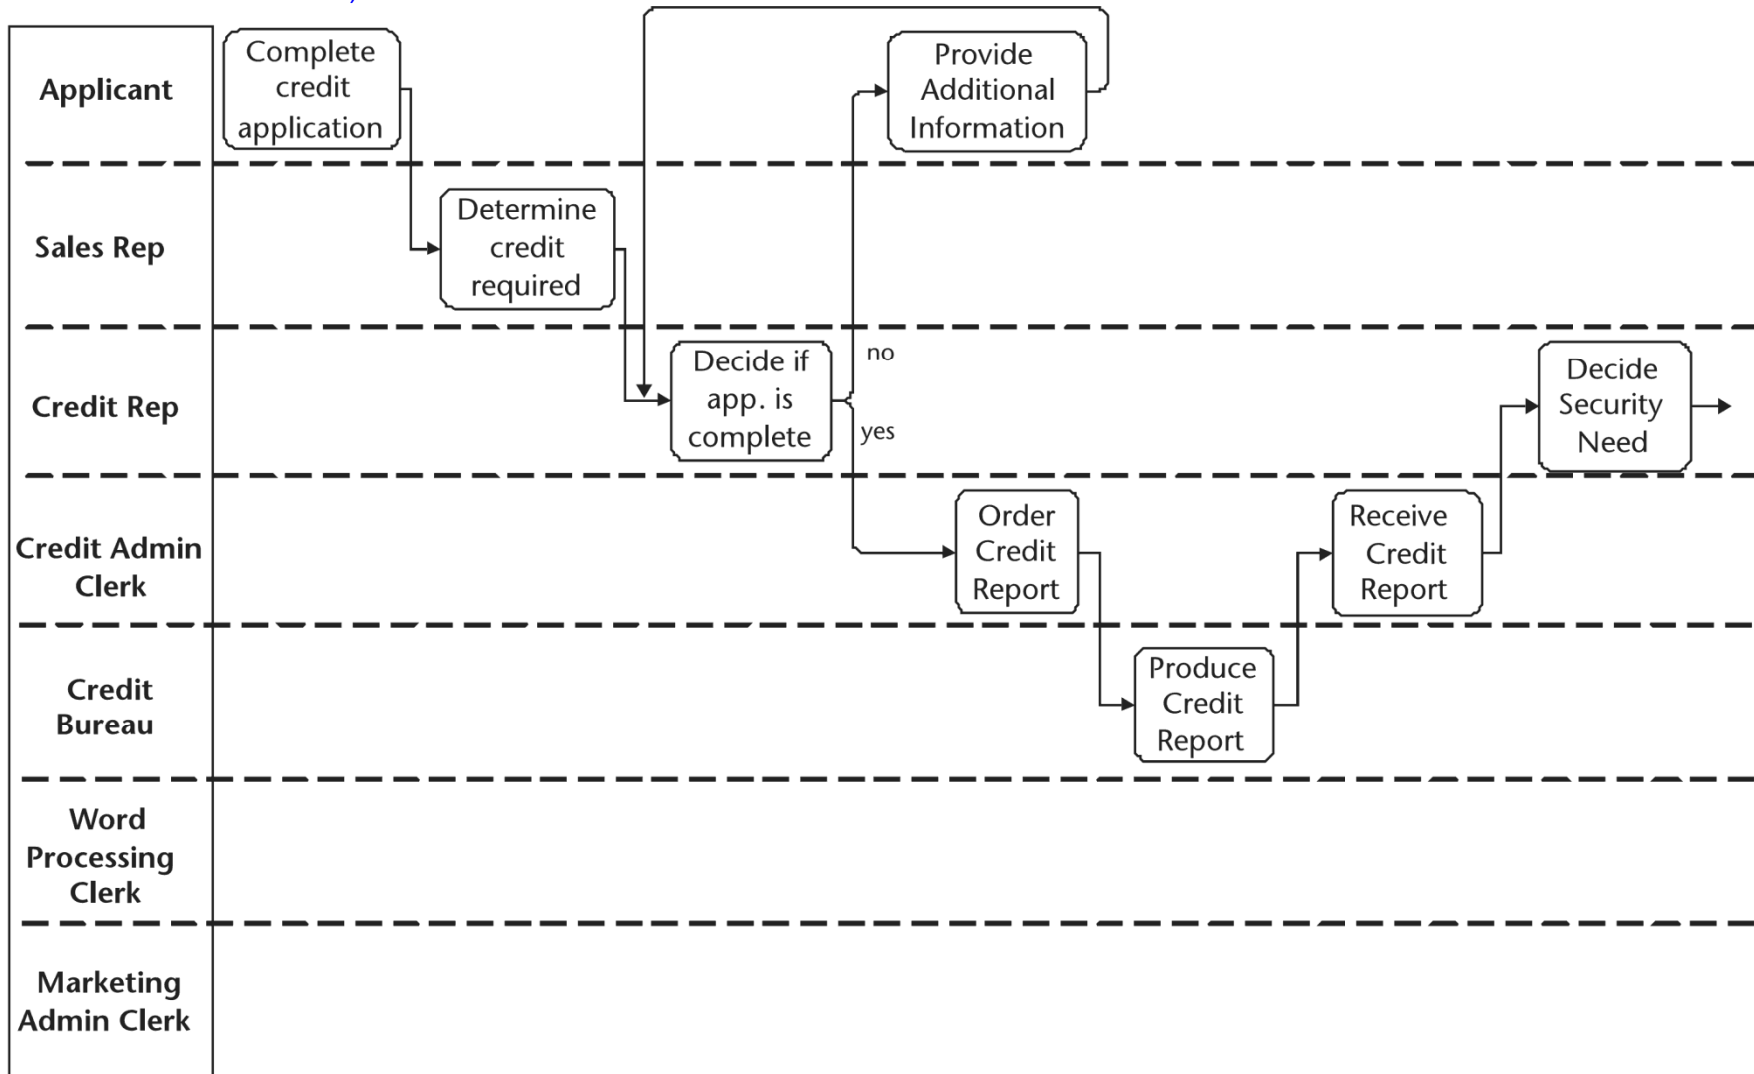 Applicant
Complete
credit
application
Provide
Additional
Information
Sales Rep
Determine
credit
required
Credit Rep
Decide if
app. is
complete
no
yes
Decide
Security
Need
Credit Admin
Clerk
Order
Credit
Report
Receive
Credit
Report
Credit
Bureau
Produce
Credit
Report
Word
Processing
Clerk
Marketing
Admin Clerk